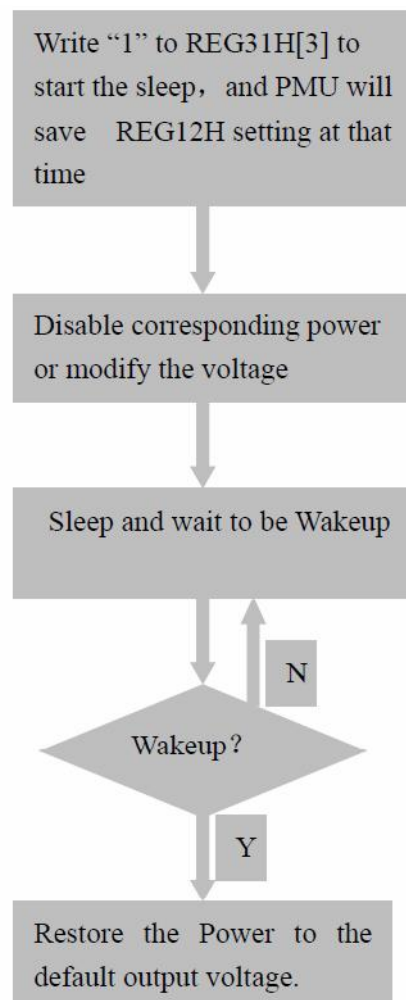 Write “1” to REG31H[3] to
start the sleep，and PMU will
save REG12H setting at that
time
Disable corresponding power
or modify the voltage
Sleep and wait to be Wakeup
N
Wakeup？
Y
Restore the Power to the
default output voltage.